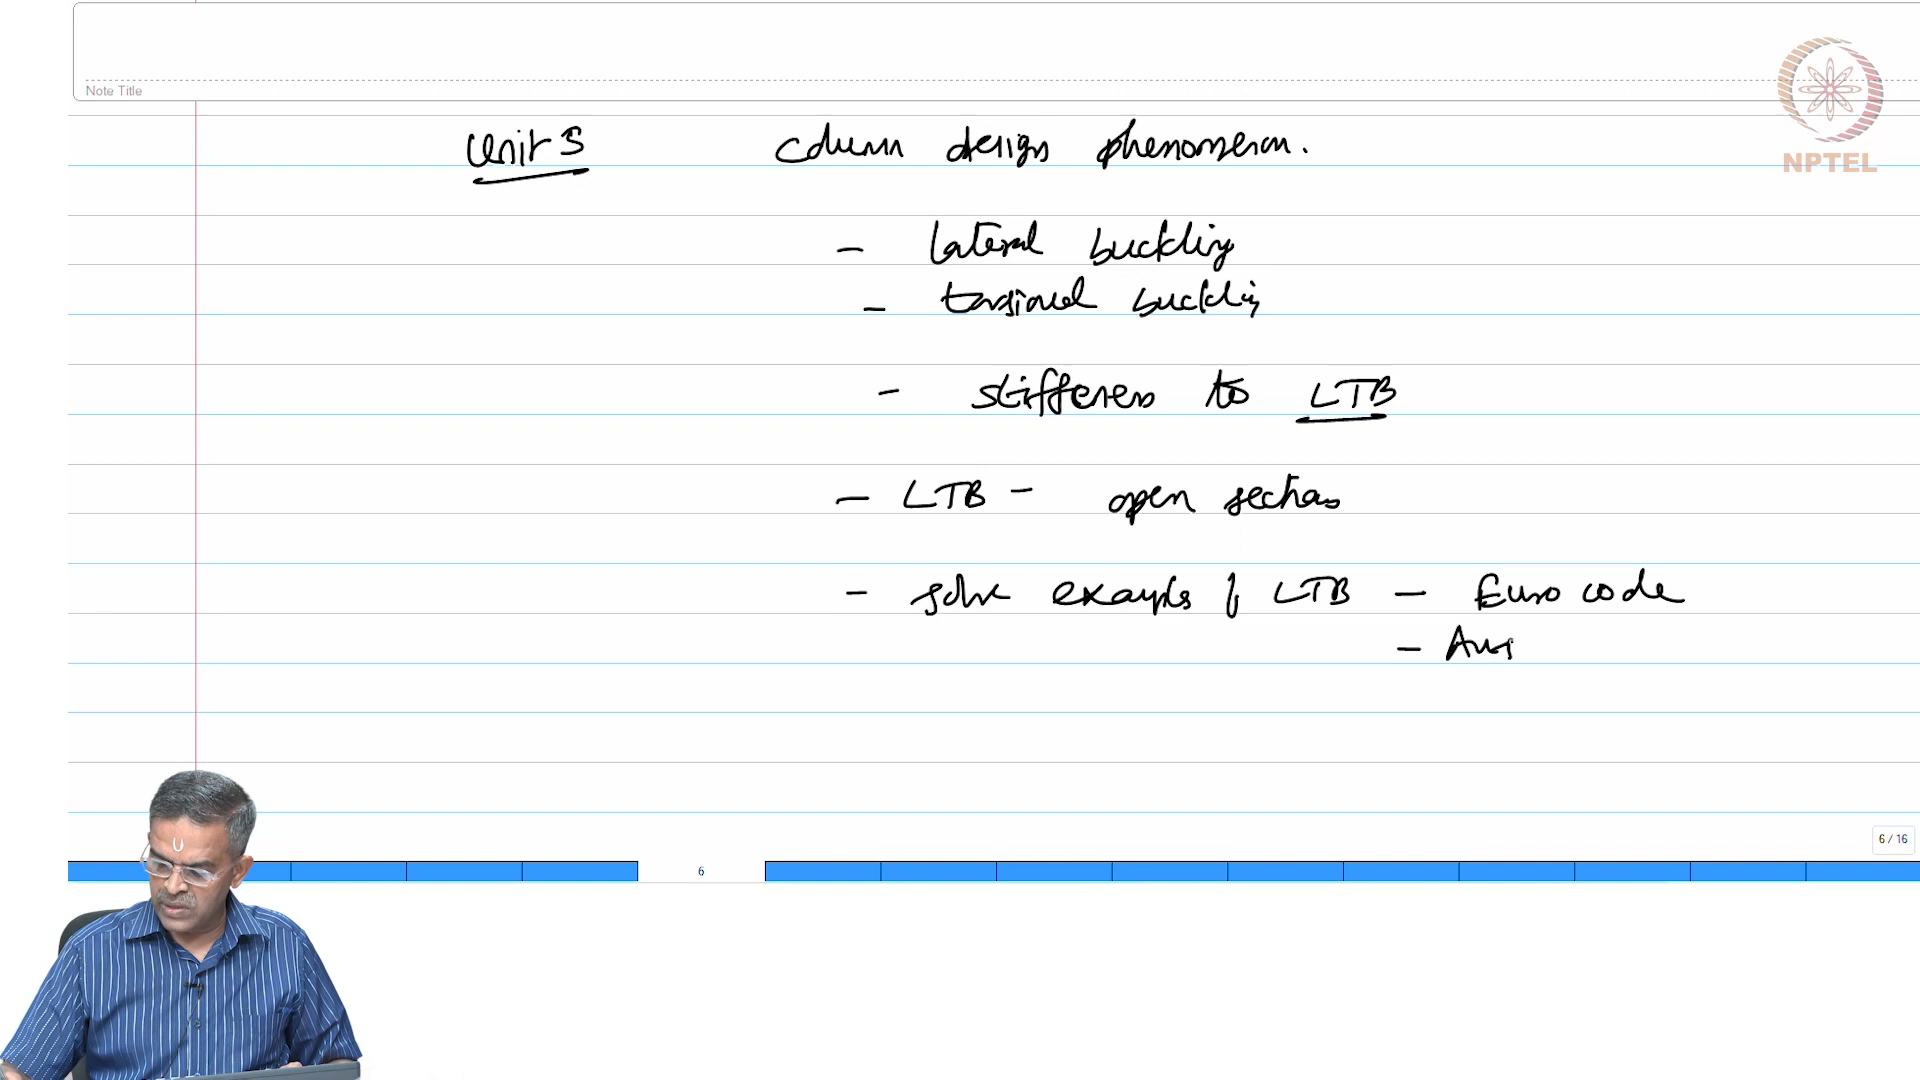 Note Title
NPTEL
Unit 5 column design phenomenon.
- lateral buckling
- torsional buckling
- stiffeners to LTB
- LTB - open sections
- solve examples of LTB - Euro code
- Aus
6 / 16
6